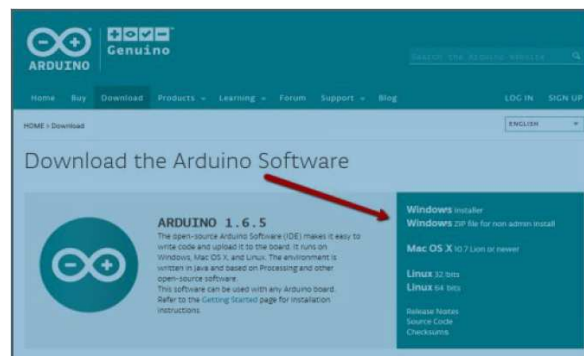 ARDUINO
Genuino
Search the Arduino Website
Home Buy Download Products Learning Forum Support Blog
LOG IN SIGN UP
HOME > Download
ENGLISH
Download the Arduino Software
ARDUINO 1.6.5
The open-source Arduino Software (IDE) makes it easy to
write code and upload it to the board. It runs on
Windows, Mac OS X, and Linux. The environment is
written in Java and based on Processing and other
open-source software.
This software can be used with any Arduino board.
Refer to the Getting Started page for Installation
instructions.
Windows Installer
Windows ZIP file for non admin install
Mac OS X 10.7 Lion or newer
Linux 32 bits
Linux 64 bits
Release Notes
Source Code
Checksums